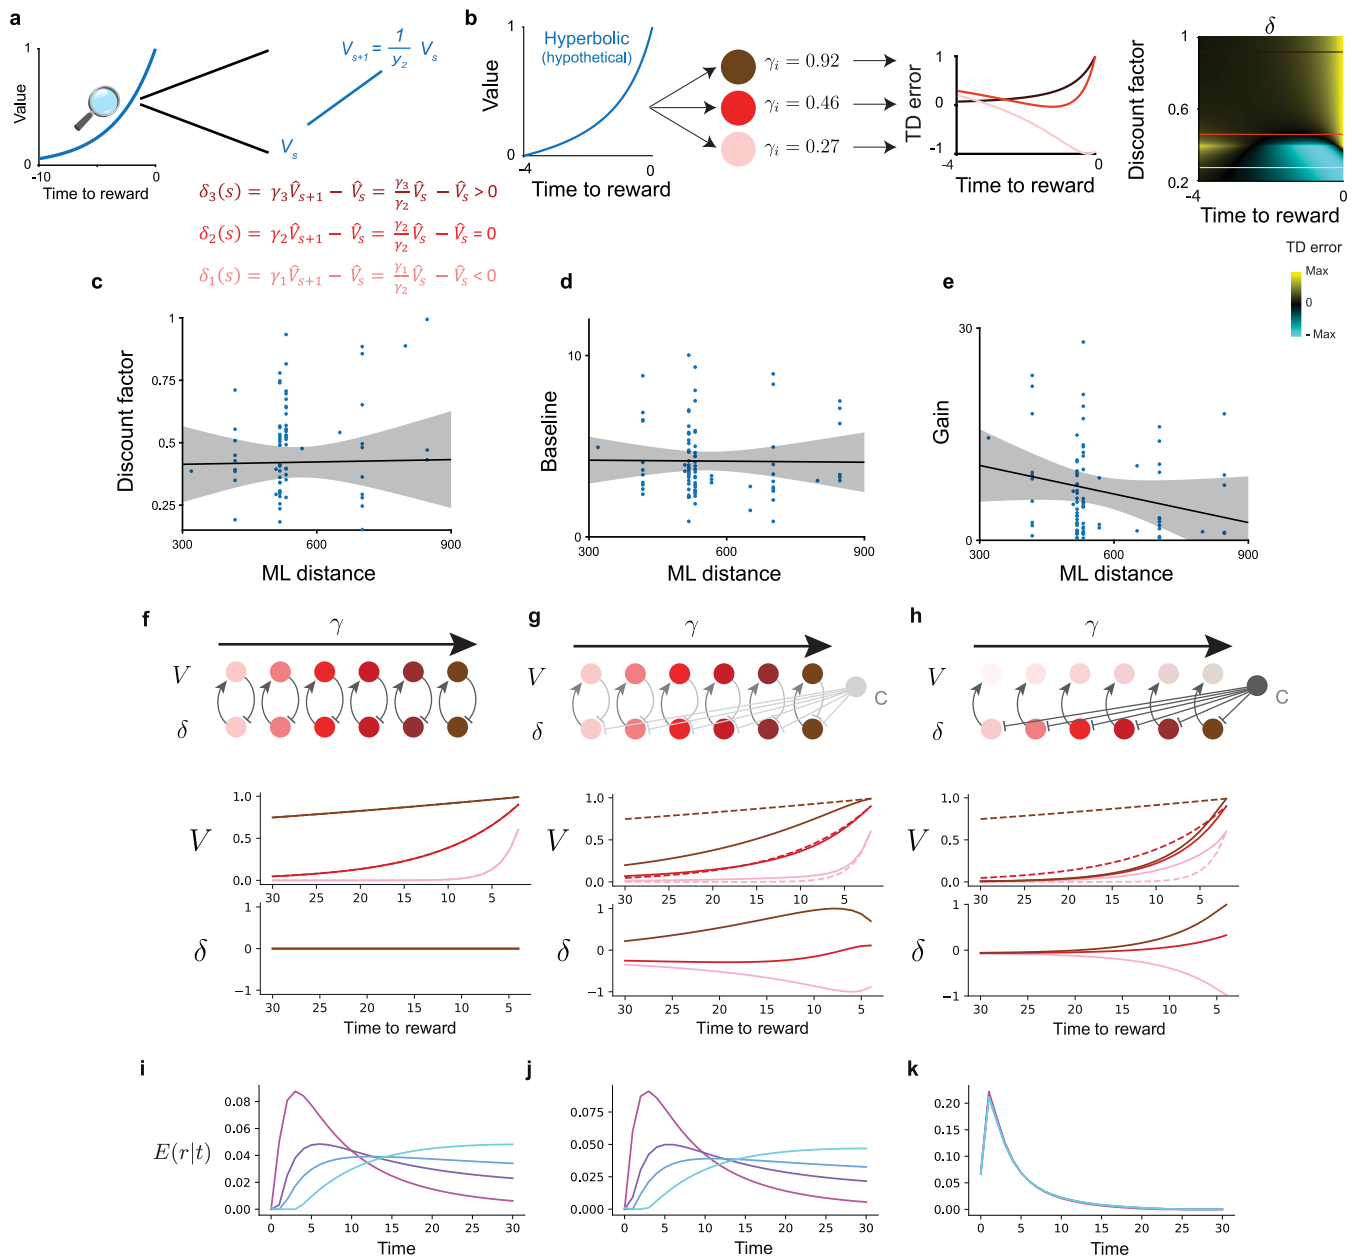 a
1
Value
0
-10
0
Time to reward
V_{s+1} = \frac{1}{γ_2} V_s
V_s
δ_3(s) = γ_3 V̂_{s+1} − V̂_s = \frac{γ_3}{γ_2} V̂_s − V̂_s > 0
δ_2(s) = γ_2 V̂_{s+1} − V̂_s = \frac{γ_2}{γ_2} V̂_s − V̂_s = 0
δ_1(s) = γ_1 V̂_{s+1} − V̂_s = \frac{γ_1}{γ_2} V̂_s − V̂_s < 0
b
1
Value
0
-4
0
Time to reward
Hyperbolic
(hypothetical)
γ_i = 0.92
γ_i = 0.46
γ_i = 0.27
TD error
1
0
-1
-4
0
Time to reward
δ
Discount factor
1
0.6
0.2
-4
0
Time to reward
TD error
Max
0
- Max
c
Discount factor
1
0.75
0.5
0.25
300
600
900
ML distance
d
Baseline
10
0
300
600
900
ML distance
e
Gain
30
0
300
600
900
ML distance
f
γ
V
δ
V
1.0
0.5
0.0
30 25 20 15 10 5
δ
1
0
−1
30 25 20 15 10 5
Time to reward
g
γ
V
δ
C
V
1.0
0.5
0.0
30 25 20 15 10 5
δ
1
0
−1
30 25 20 15 10 5
Time to reward
h
γ
V
δ
C
V
1.0
0.5
0.0
30 25 20 15 10 5
δ
1
0
−1
30 25 20 15 10 5
Time to reward
i
E(r|t)
0.08
0.06
0.04
0.02
0.00
0 5 10 15 20 25 30
Time
j
0.075
0.050
0.025
0.000
0 5 10 15 20 25 30
Time
k
0.20
0.15
0.10
0.05
0.00
0 5 10 15 20 25 30
Time